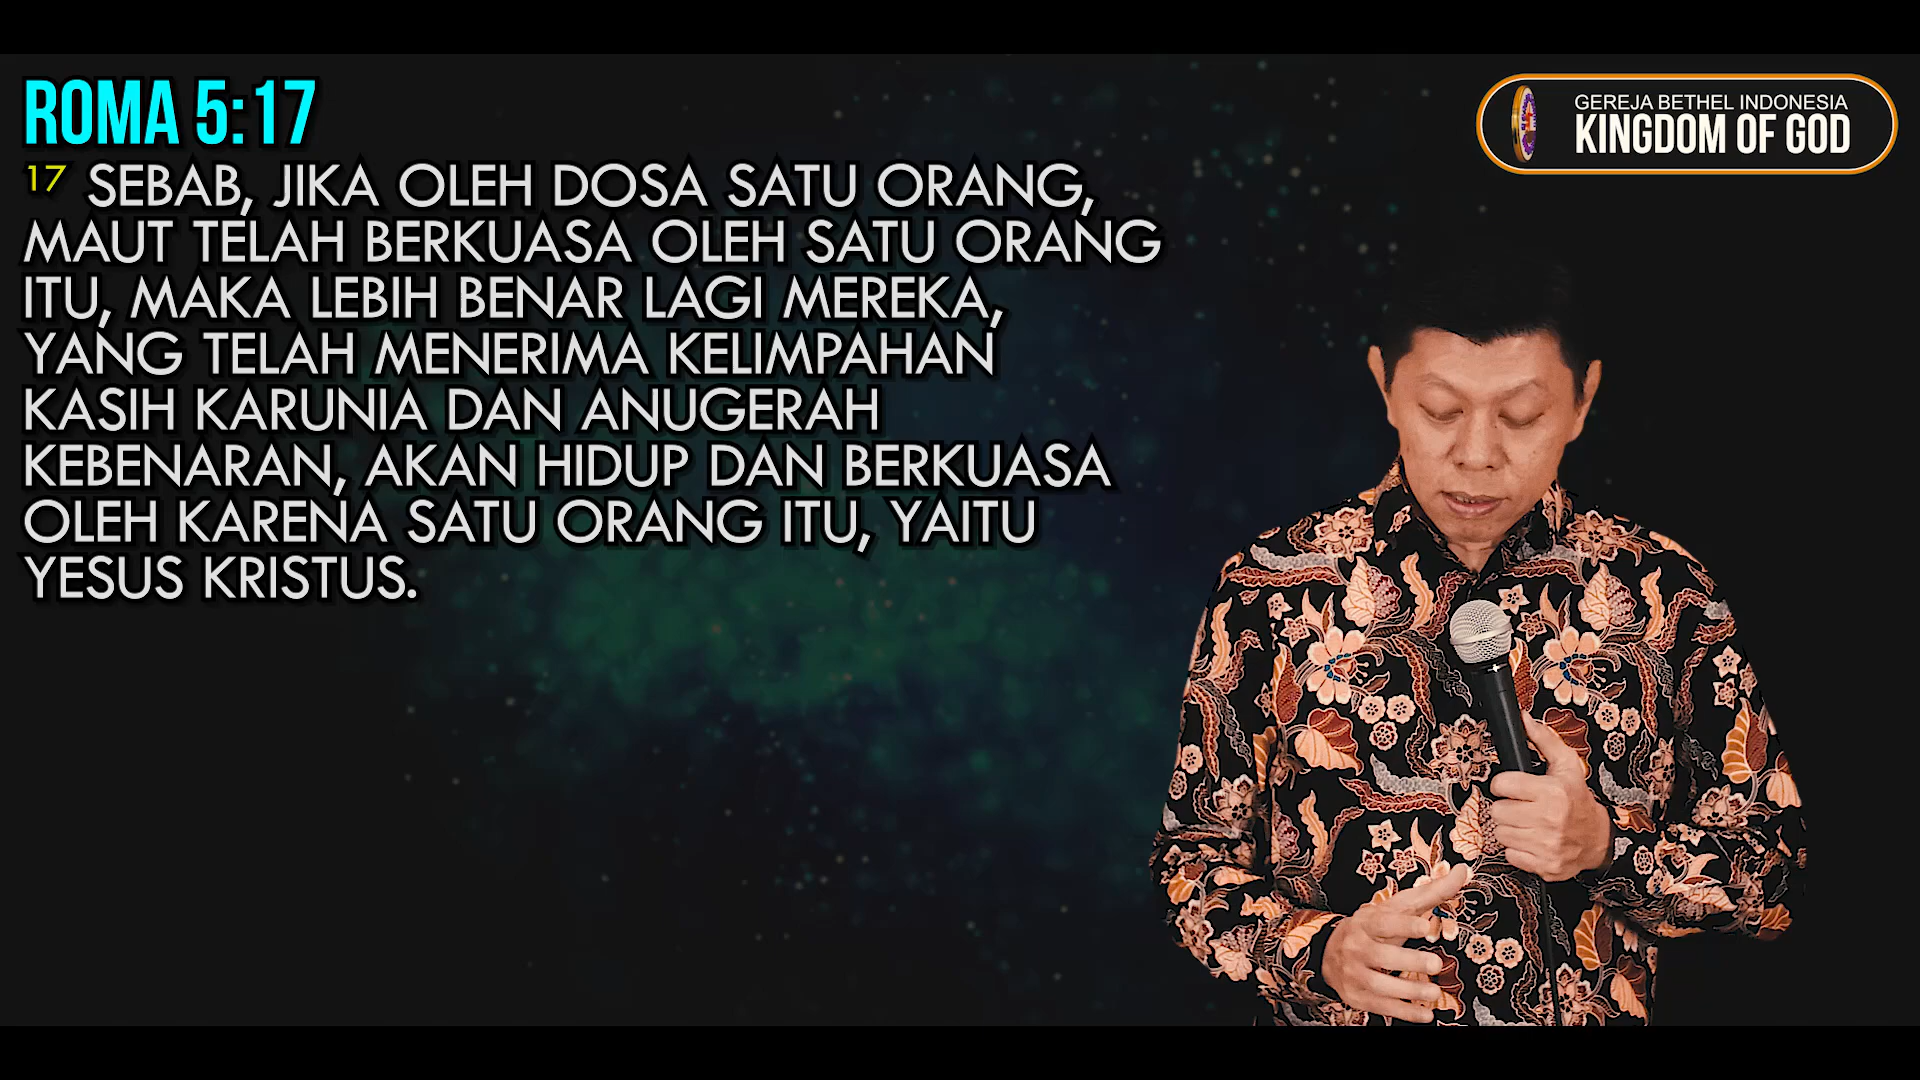 ROMA 5:17
17 SEBAB, JIKA OLEH DOSA SATU ORANG,
MAUT TELAH BERKUASA OLEH SATU ORANG
ITU, MAKA LEBIH BENAR LAGI MEREKA,
YANG TELAH MENERIMA KELIMPAHAN
KASIH KARUNIA DAN ANUGERAH
KEBENARAN, AKAN HIDUP DAN BERKUASA
OLEH KARENA SATU ORANG ITU, YAITU
YESUS KRISTUS.
GEREJA BETHEL INDONESIA
KINGDOM OF GOD